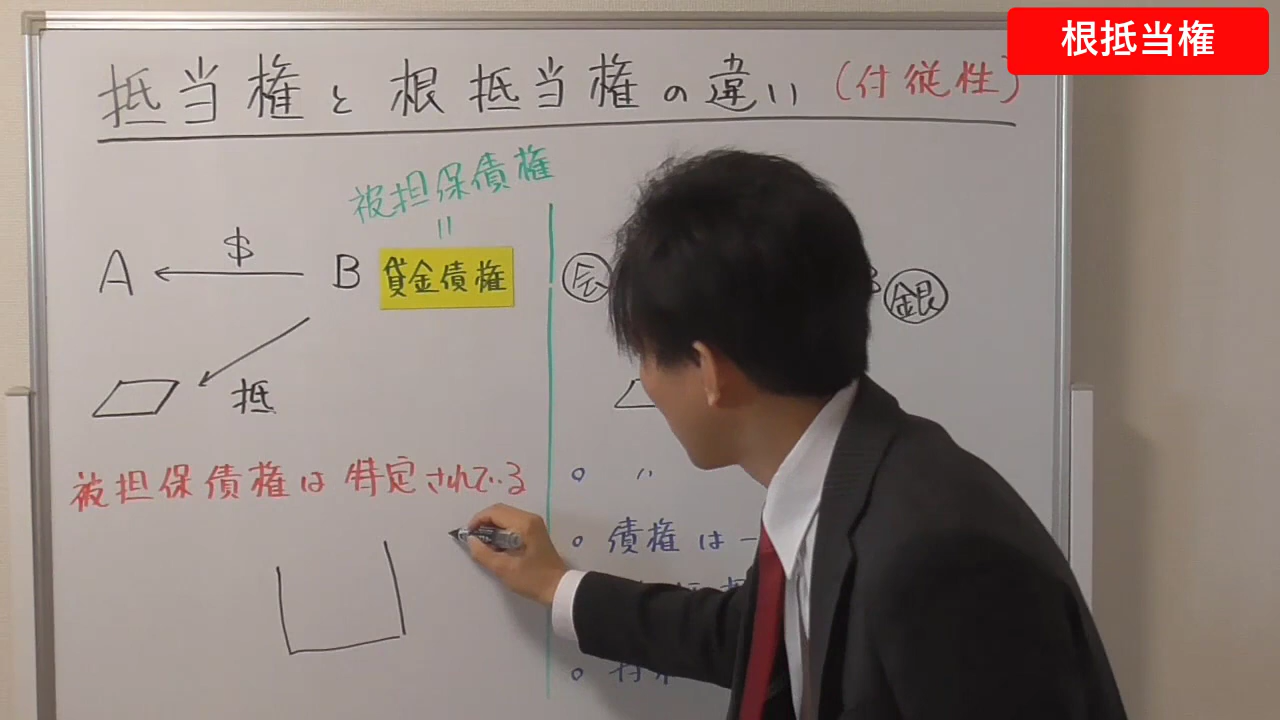 根抵当権
抵当権と根抵当権の違い(付従性)
被担保債権
=
A $ B 貸金債権
会 銀
抵
被担保債権は特定されている
〃
債権は